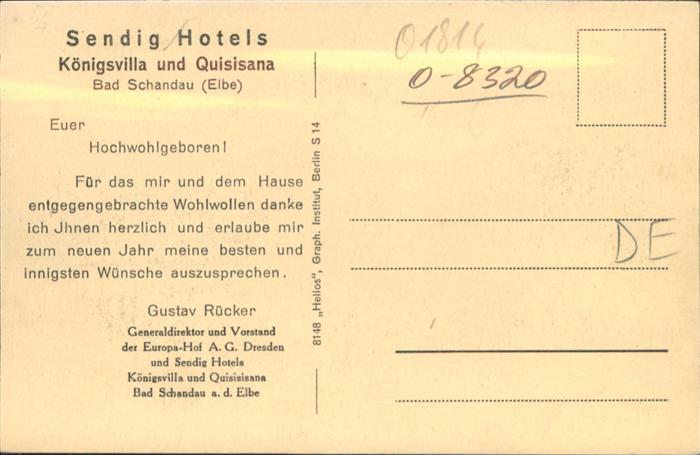 Sendig Hotels
Königsvilla und Quisisana
Bad Schandau (Elbe)
Euer
Hochwohlgeboren!
Für das mir und dem Hause
entgegengebrachte Wohlwollen danke
ich Jhnen herzlich und erlaube mir
zum neuen Jahr meine besten und
innigsten Wünsche auszusprechen.
Gustav Rücker
Generaldirektor und Vorstand
der Europa-Hof A. G. Dresden
und Sendig Hotels
Königsvilla und Quisisisana
Bad Schandau a. d. Elbe
8148 „Helios“, Graph. Institut, Berlin S 14
01814
0-8320
DE